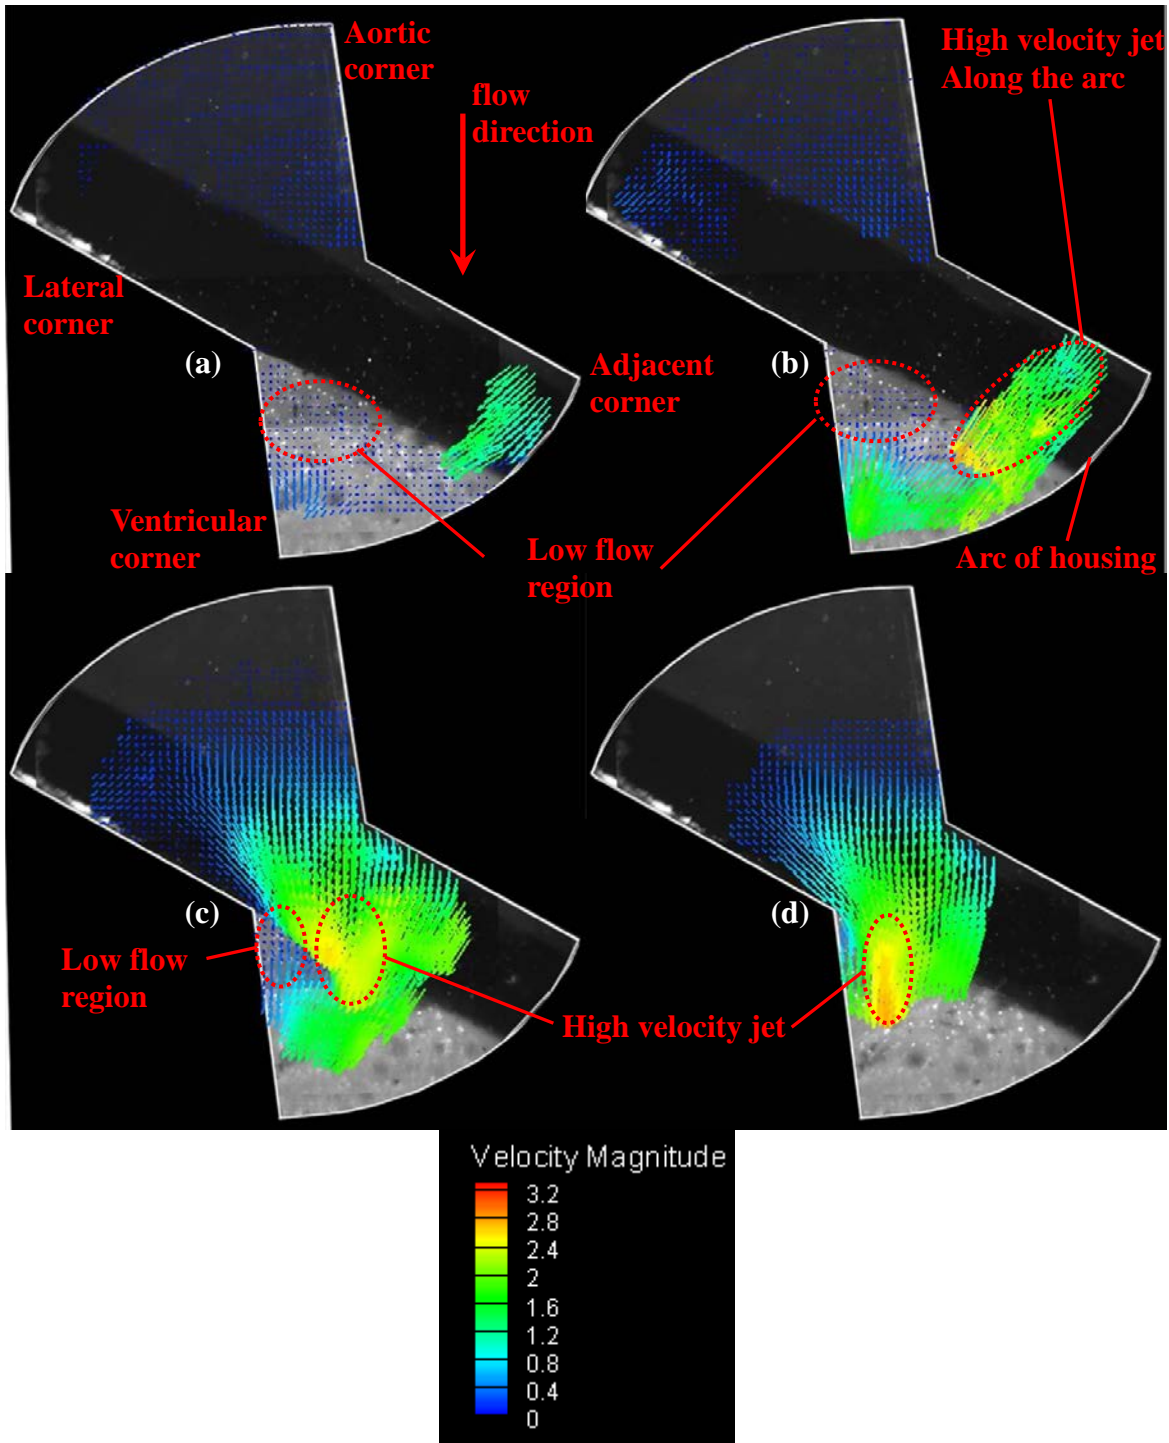 Aortic
corner
flow
direction
High velocity jet
Along the arc
Lateral
corner
(a)
Adjacent
corner
(b)
Ventricular
corner
Low flow
region
Arc of housing
(c)
(d)
Low flow
region
High velocity jet
Velocity Magnitude
3.2
2.8
2.4
2
1.6
1.2
0.8
0.4
0